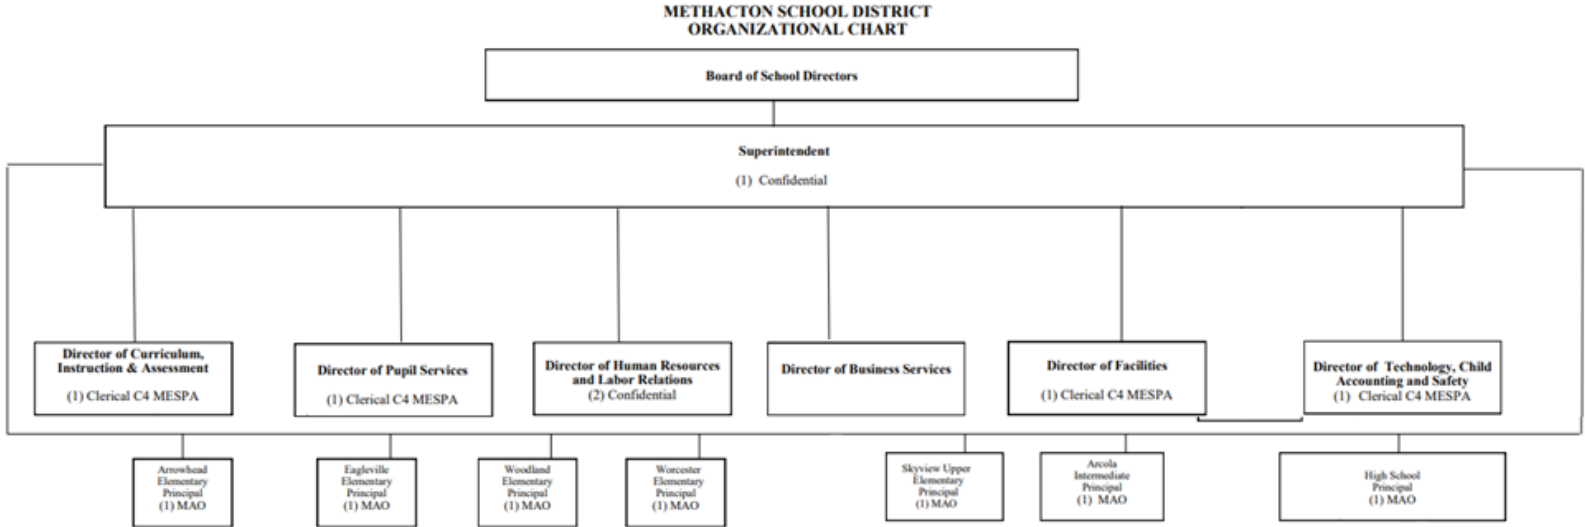 METHACTON SCHOOL DISTRICT
ORGANIZATIONAL CHART
Board of School Directors
Superintendent
(1) Confidential
Director of Curriculum,
Instruction & Assessment
(1) Clerical C4 MESPA
Director of Pupil Services
(1) Clerical C4 MESPA
Director of Human Resources
and Labor Relations
(2) Confidential
Director of Business Services
Director of Facilities
(1) Clerical C4 MESPA
Director of Technology, Child
Accounting and Safety
(1) Clerical C4 MESPA
Arrowhead
Elementary
Principal
(1) MAO
Eagleville
Elementary
Principal
(1) MAO
Woodland
Elementary
Principal
(1) MAO
Worcester
Elementary
Principal
(1) MAO
Skyview Upper
Elementary
Principal
(1) MAO
Arcola
Intermediate
Principal
(1) MAO
High School
Principal
(1) MAO